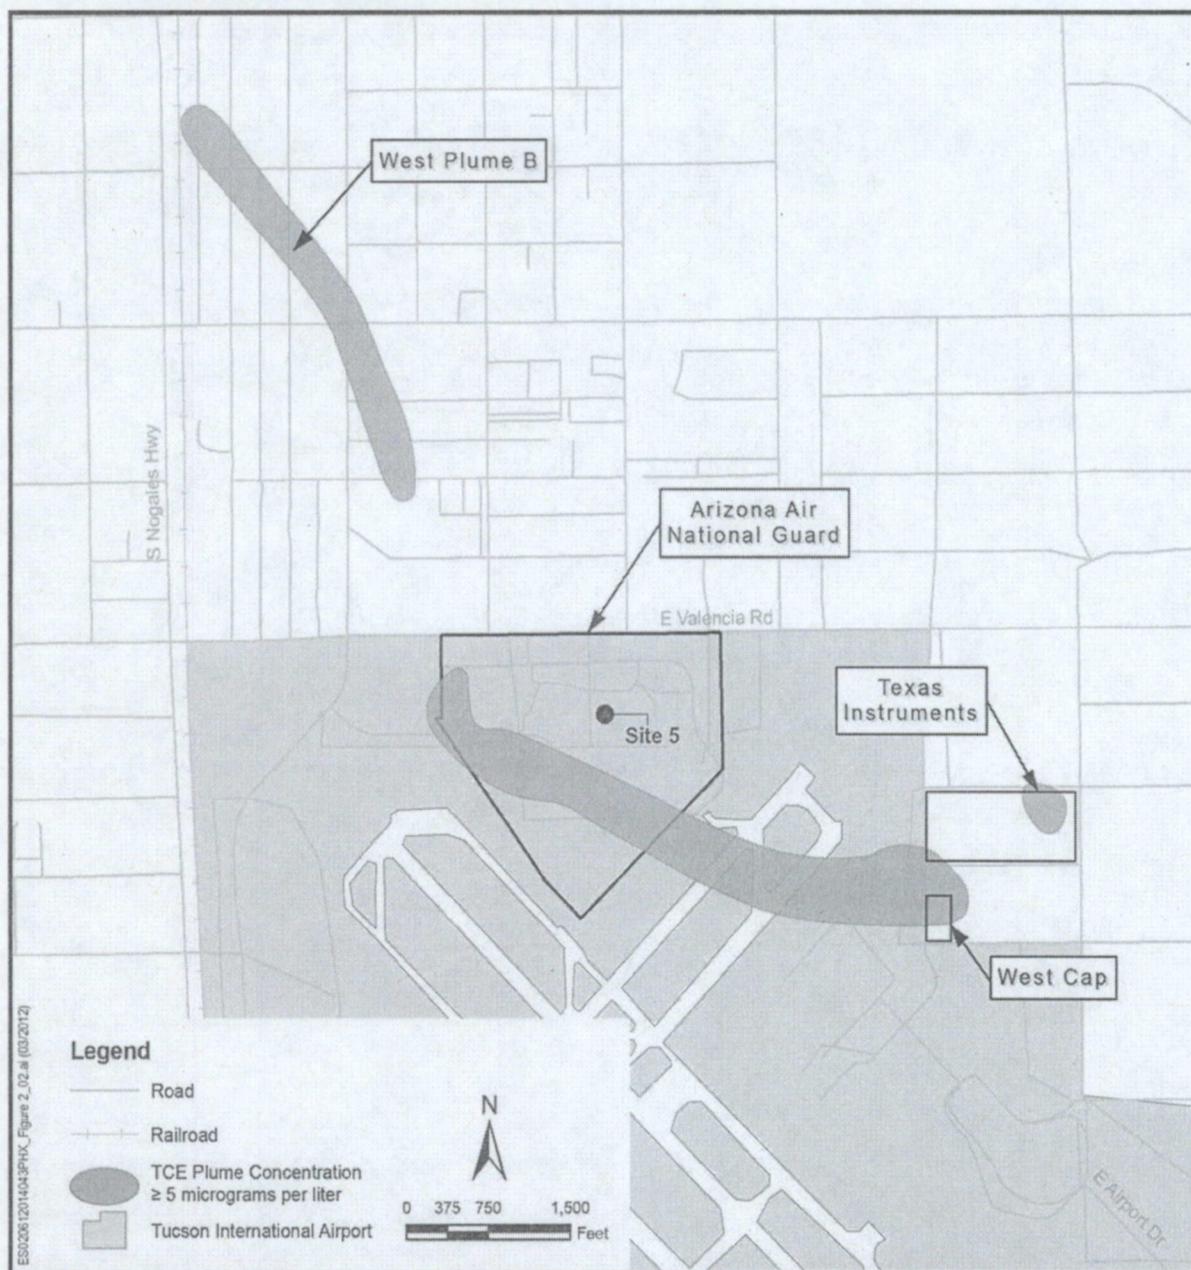 West Plume B
S Nogales Hwy
Arizona Air
National Guard
E Valencia Rd
Texas
Instruments
Site 5
West Cap
Legend
Road
Railroad
TCE Plume Concentration
≥ 5 micrograms per liter
Tucson International Airport
N
0 375 750 1,500
Feet
E Airport Dr
ES020612014043PHX_Figure 2_02.ai (03/2012)